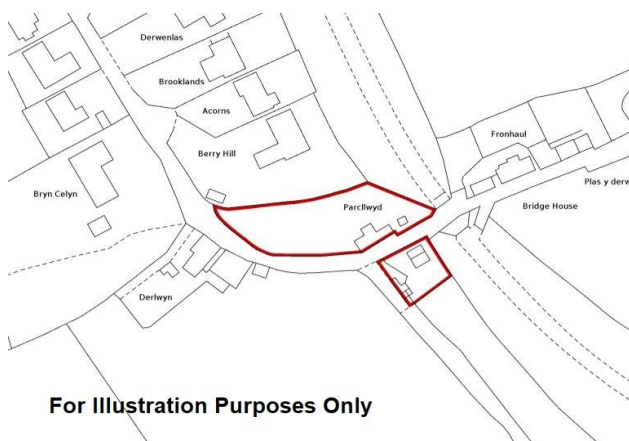 Derwenlas
Brooklands
Acorns
Berry Hill
Fronhaul
Bryn Celyn
Plas y derw
Parcllwyd
Bridge House
Derlwyn
For Illustration Purposes Only